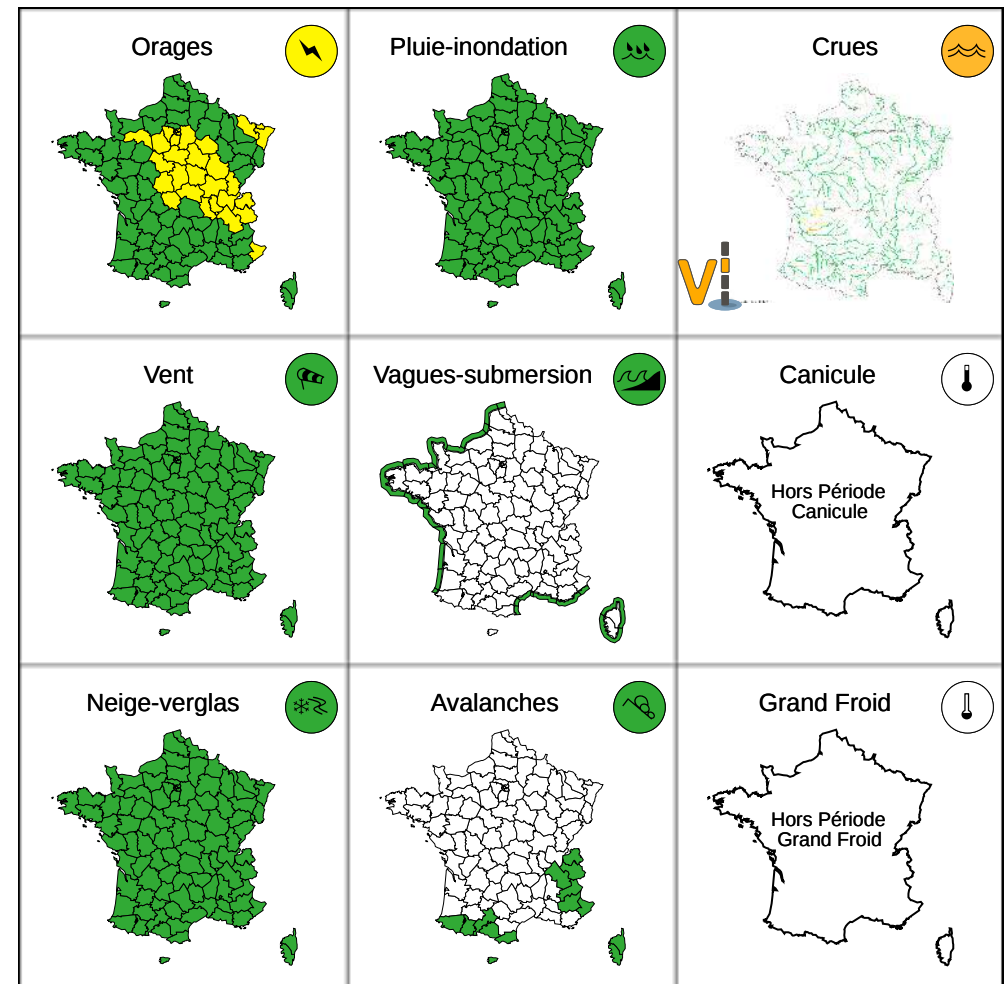 Orages
Pluie-inondation
Crues
Vi
Vent
Vagues-submersion
Canicule
Hors Période
Canicule
Neige-verglas
Avalanches
Grand Froid
Hors Période
Grand Froid